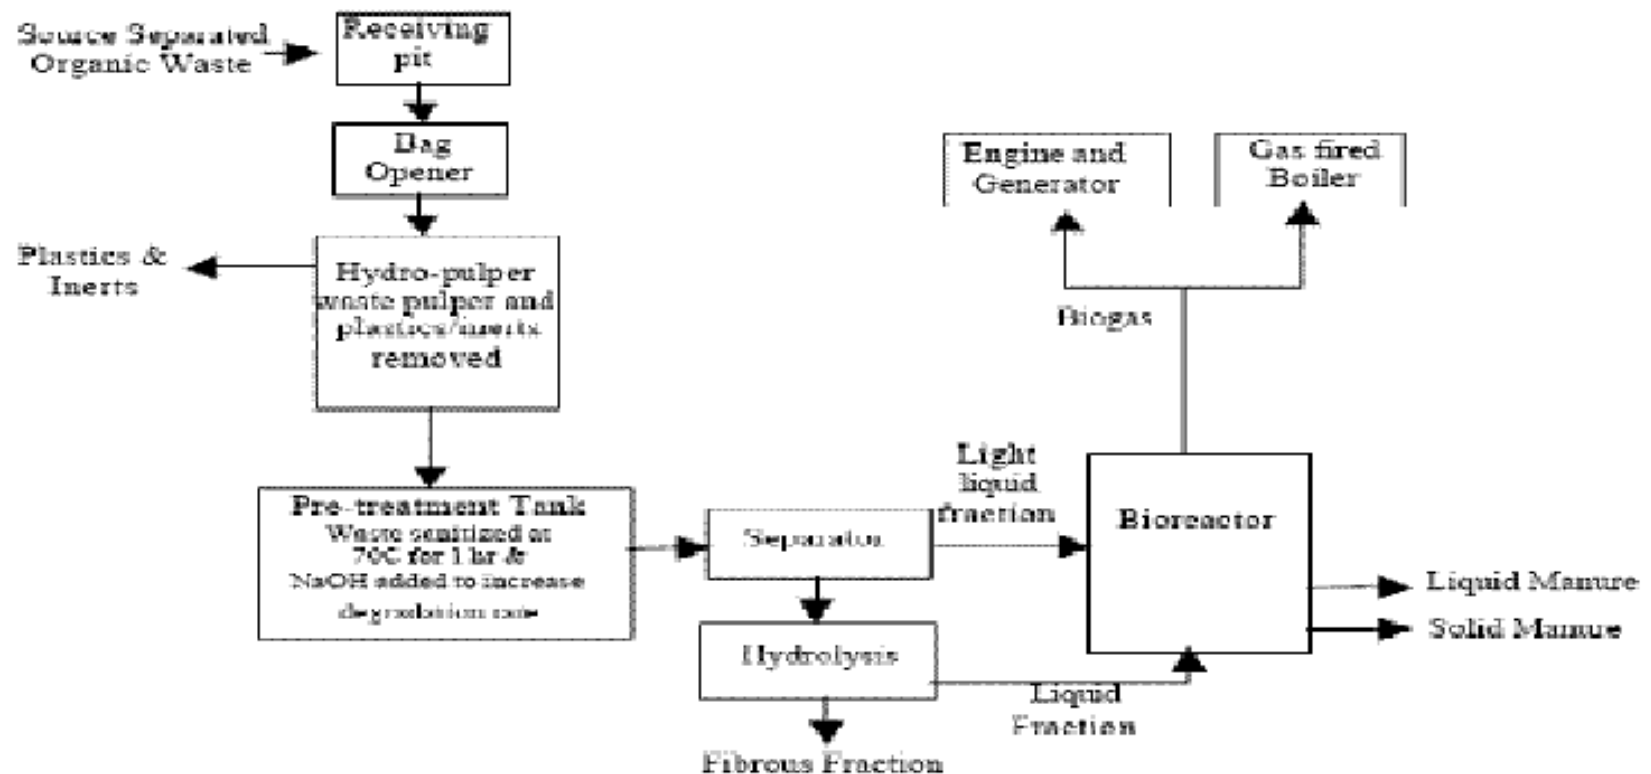 Source Separated
Organic Waste
Receiving
pit
Bag
Opener
Plastics &
Inerts
Hydro-pulper
waste pulper and
plastics/inerts
removed
Pre-treatment Tank
Waste sanitized at
70C for 1 hr &
NaOH added to increase
degradation rate
Separator
Light
liquid
fraction
Hydrolysis
Liquid
Fraction
Fibrous Fraction
Engine and
Generator
Gas fired
Boiler
Biogas
Bioreactor
Liquid Manure
Solid Manure